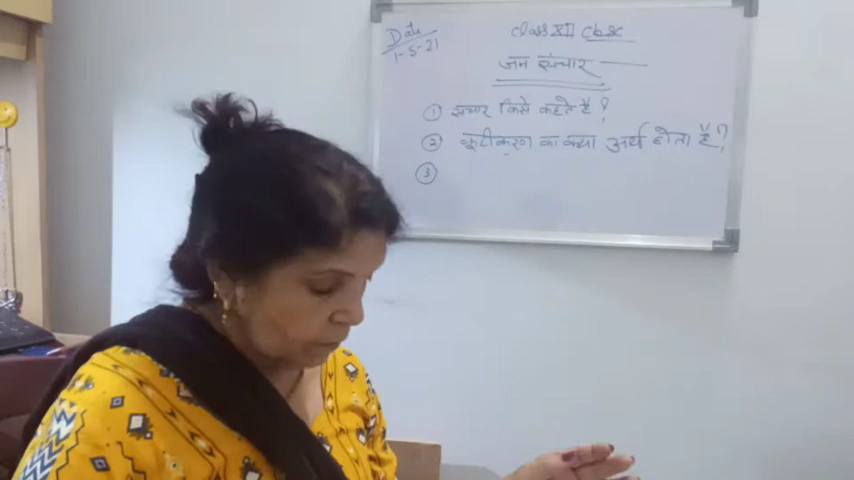 Date
1-5-21
Class XII cbse
जन संचार
① संचार किसे कहते हैं?
② कूटीकरण का क्या अर्थ होता है?
③